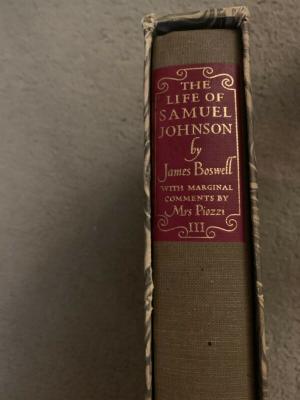 THE
LIFE OF
SAMUEL
JOHNSON
by
James Boswell
WITH MARGINAL
COMMENTS BY
Mrs Piozzi
III